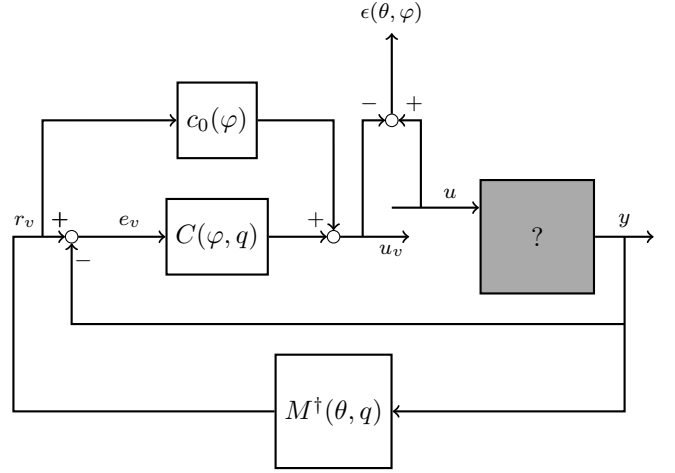 ϵ(θ, φ)
− +
c₀(φ)
u
r_v + e_v C(φ, q) + u_v ? y
−
M†(θ, q)